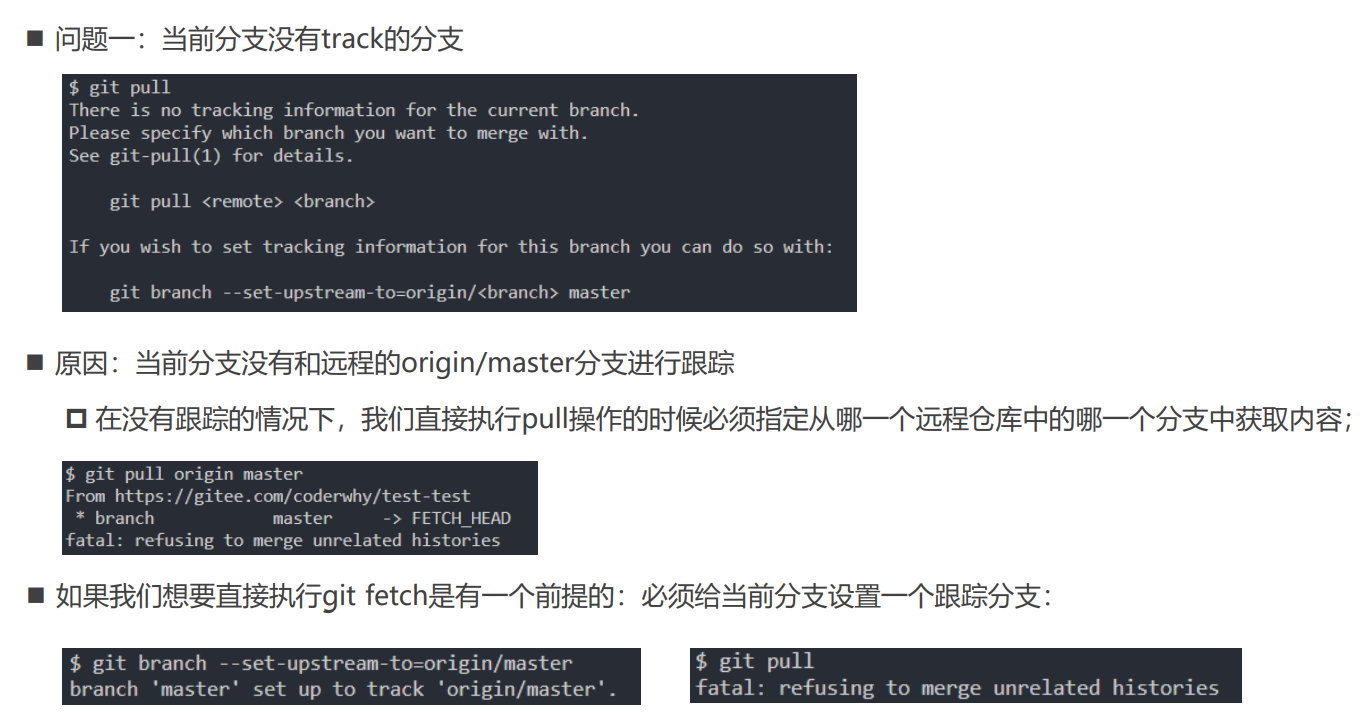 问题一：当前分支没有track的分支
$ git pull
There is no tracking information for the current branch.
Please specify which branch you want to merge with.
See git-pull(1) for details.
git pull <remote> <branch>
If you wish to set tracking information for this branch you can do so with:
git branch --set-upstream-to=origin/<branch> master
原因：当前分支没有和远程的origin/master分支进行跟踪
在没有跟踪的情况下，我们直接执行pull操作的时候必须指定从哪一个远程仓库中的哪一个分支中获取内容；
$ git pull origin master
From https://gitee.com/coderwhy/test-test
* branch            master     -> FETCH_HEAD
fatal: refusing to merge unrelated histories
如果我们想要直接执行git fetch是有一个前提的：必须给当前分支设置一个跟踪分支：
$ git branch --set-upstream-to=origin/master
branch 'master' set up to track 'origin/master'.
$ git pull
fatal: refusing to merge unrelated histories